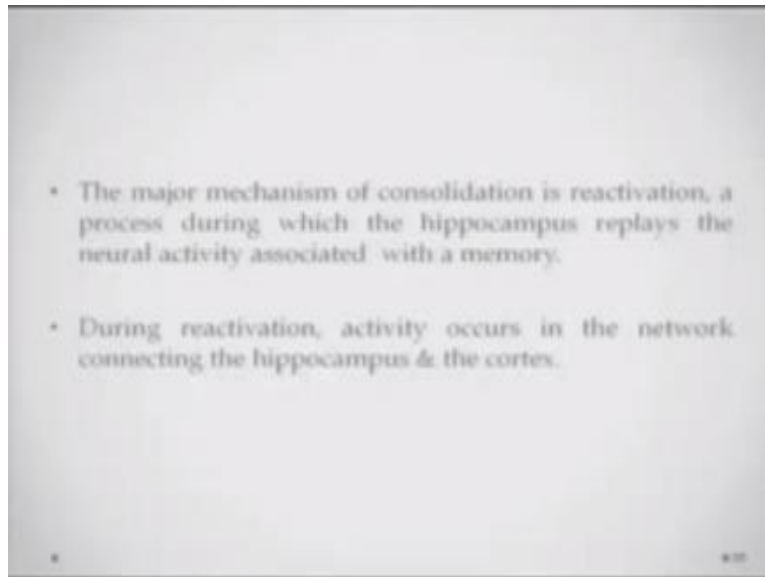 • The major mechanism of consolidation is reactivation, a
process during which the hippocampus replays the
neural activity associated with a memory.
• During reactivation, activity occurs in the network
connecting the hippocampus & the cortex.